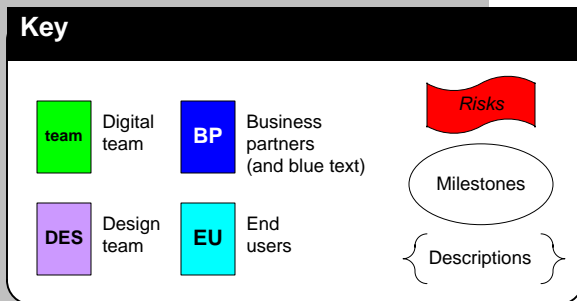 Key
team
Digital
team
BP
Business
partners
(and blue text)
Risks
Milestones
DES
Design
team
EU
End
users
Descriptions